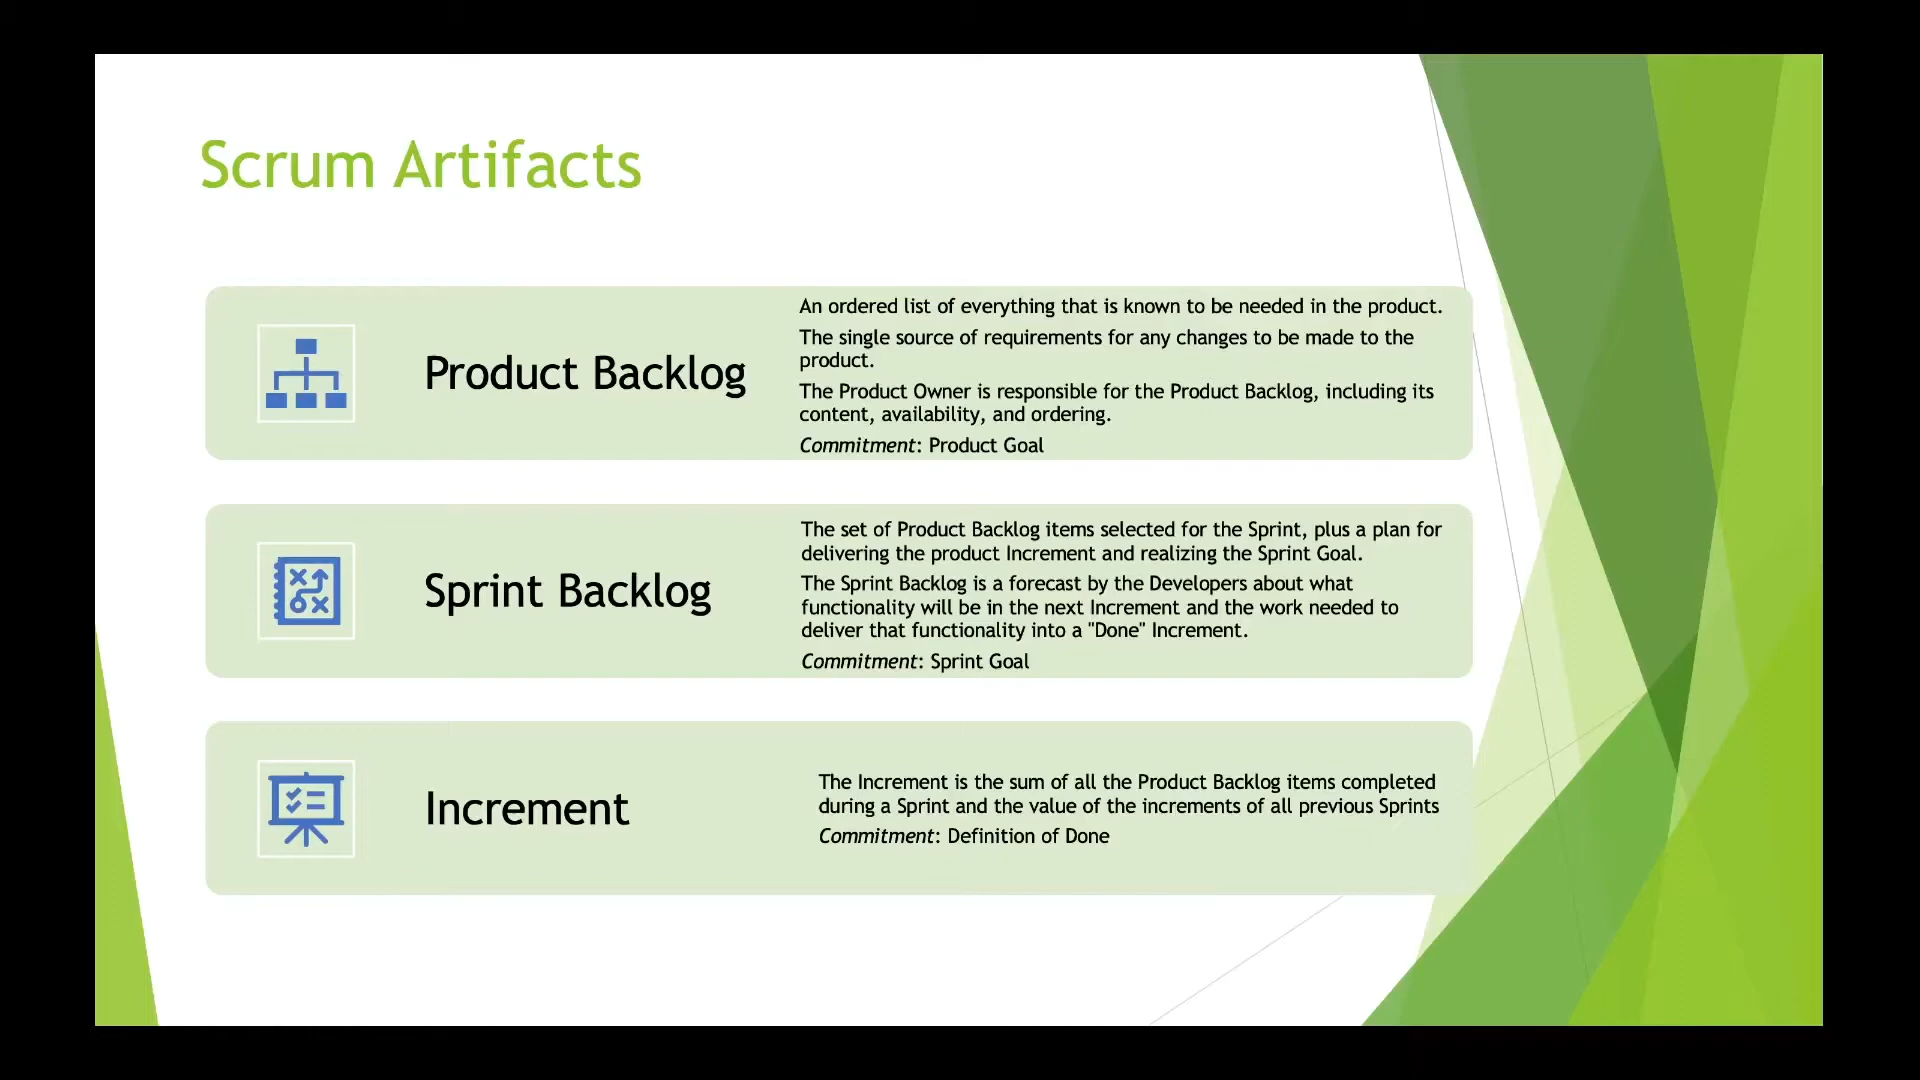 Scrum Artifacts
Product Backlog
An ordered list of everything that is known to be needed in the product.
The single source of requirements for any changes to be made to the
product.
The Product Owner is responsible for the Product Backlog, including its
content, availability, and ordering.
Commitment: Product Goal
Sprint Backlog
The set of Product Backlog items selected for the Sprint, plus a plan for
delivering the product Increment and realizing the Sprint Goal.
The Sprint Backlog is a forecast by the Developers about what
functionality will be in the next Increment and the work needed to
deliver that functionality into a "Done" Increment.
Commitment: Sprint Goal
Increment
The Increment is the sum of all the Product Backlog items completed
during a Sprint and the value of the increments of all previous Sprints
Commitment: Definition of Done